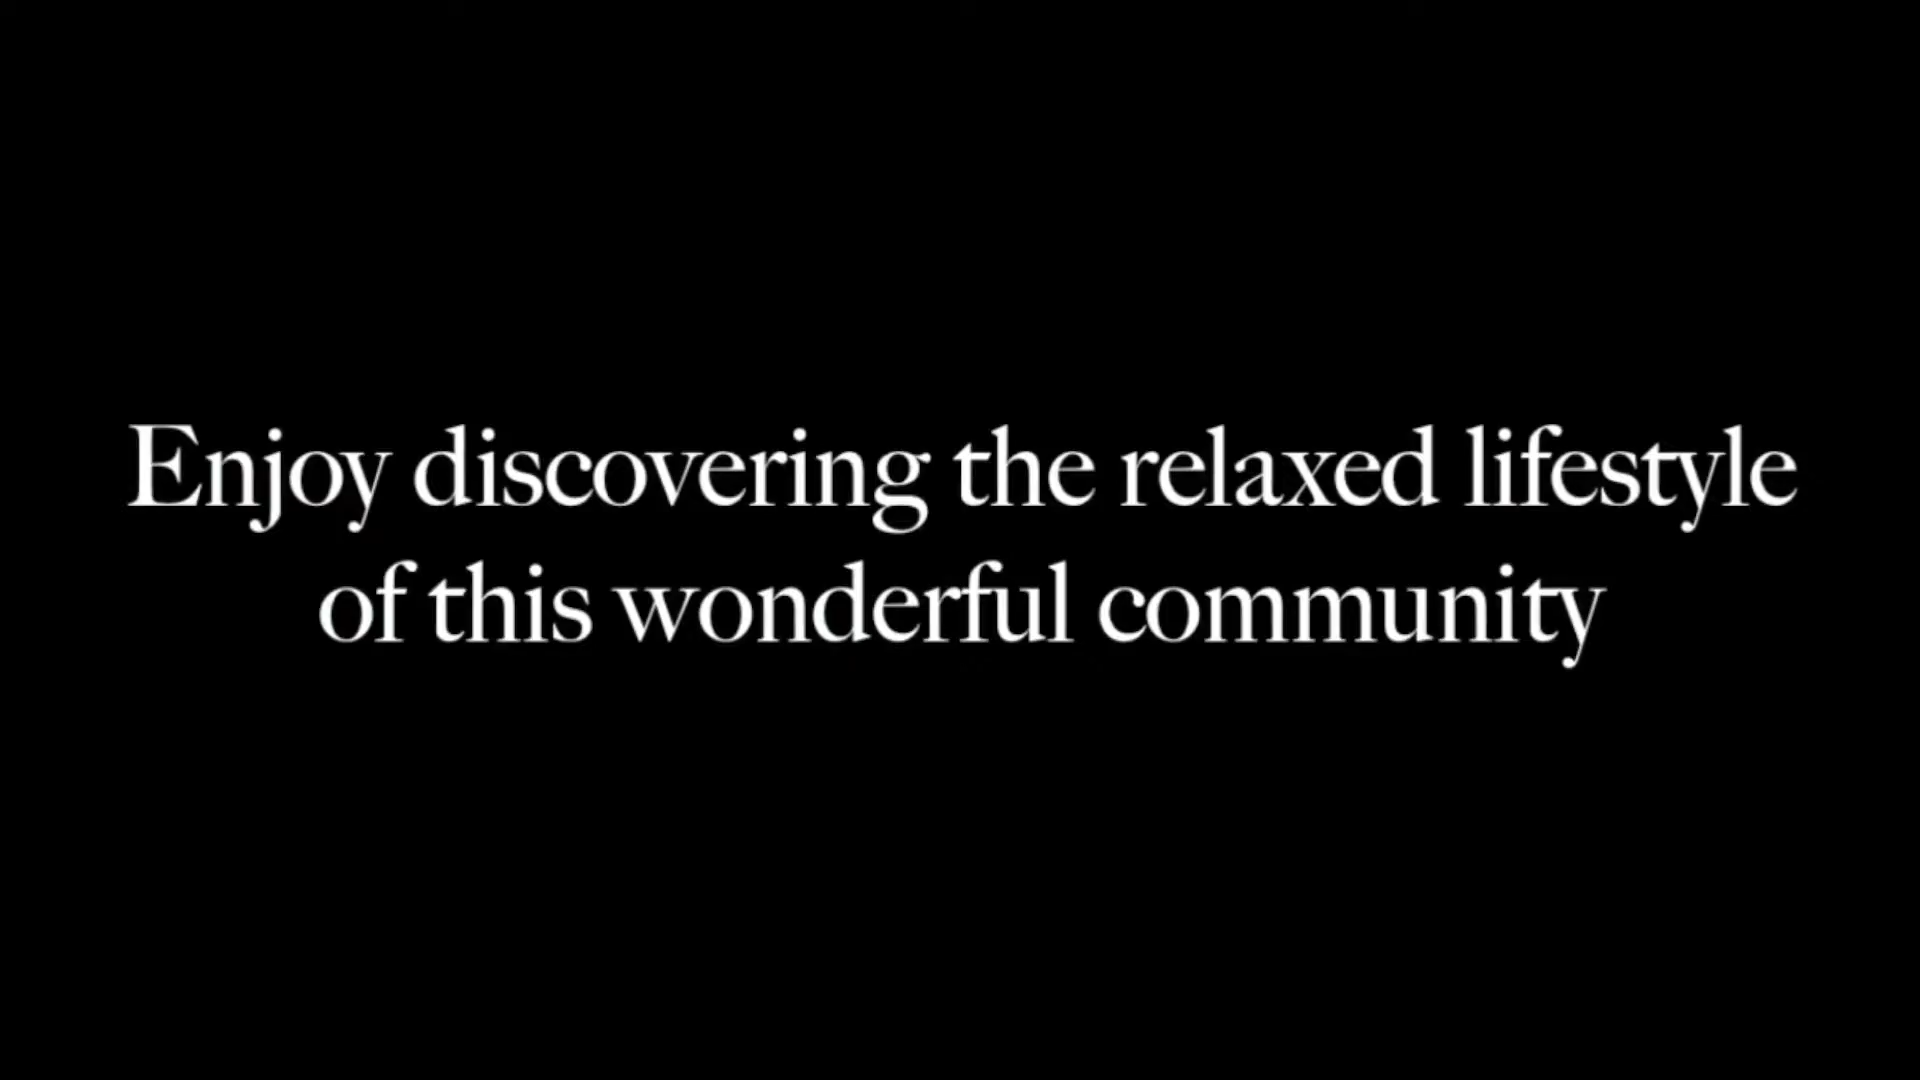 Enjoy discovering the relaxed lifestyle
of this wonderful community